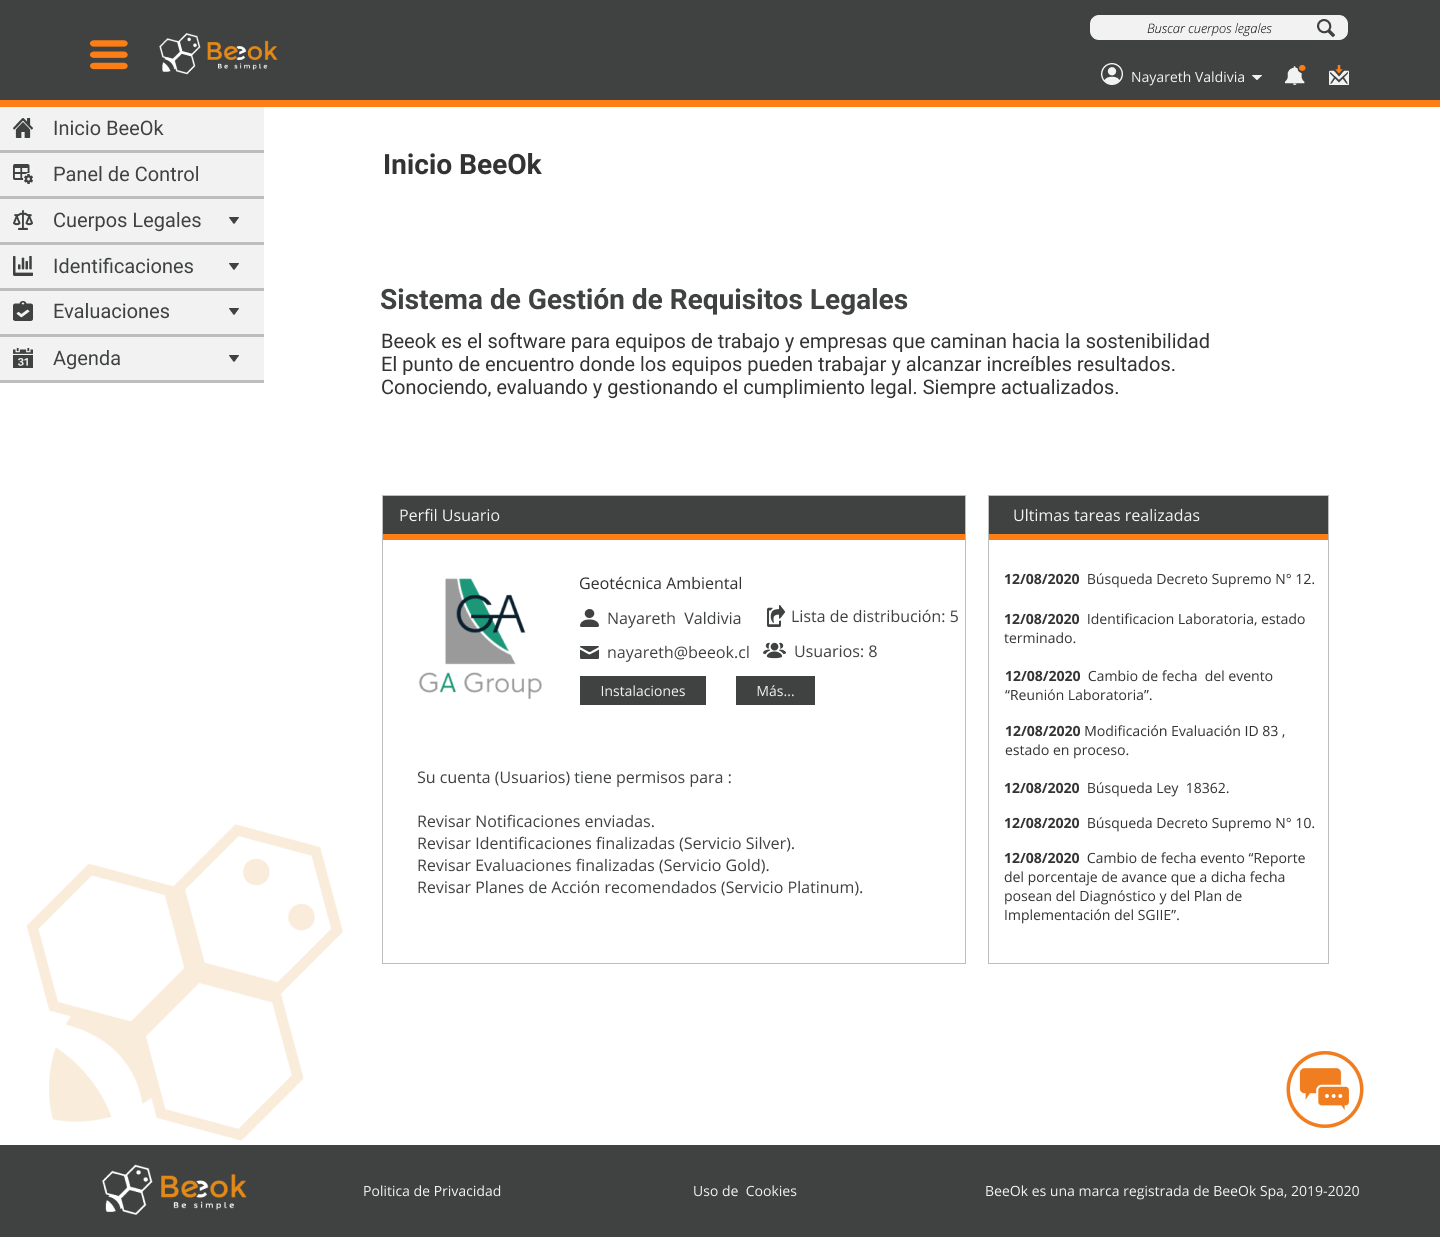 Buscar cuerpos legales
BeeOk
Be simple
Nayareth Valdivia
Inicio BeeOk
Panel de Control
Cuerpos Legales
Identificaciones
Evaluaciones
31
Agenda
Inicio BeeOk
Sistema de Gestión de Requisitos Legales
Beeok es el software para equipos de trabajo y empresas que caminan hacia la sostenibilidad
El punto de encuentro donde los equipos pueden trabajar y alcanzar increíbles resultados.
Conociendo, evaluando y gestionando el cumplimiento legal. Siempre actualizados.
Perfil Usuario
GA
GA Group
Geotécnica Ambiental
Nayareth  Valdivia
Lista de distribución: 5
nayareth@beeok.cl
Usuarios: 8
Instalaciones
Más...
Su cuenta (Usuarios) tiene permisos para :
Revisar Notificaciones enviadas.
Revisar Identificaciones finalizadas (Servicio Silver).
Revisar Evaluaciones finalizadas (Servicio Gold).
Revisar Planes de Acción recomendados (Servicio Platinum).
Ultimas tareas realizadas
12/08/2020  Búsqueda Decreto Supremo N° 12.
12/08/2020  Identificacion Laboratoria, estado
terminado.
12/08/2020  Cambio de fecha  del evento
“Reunión Laboratoria”.
12/08/2020 Modificación Evaluación ID 83 ,
estado en proceso.
12/08/2020  Búsqueda Ley  18362.
12/08/2020  Búsqueda Decreto Supremo N° 10.
12/08/2020  Cambio de fecha evento “Reporte
del porcentaje de avance que a dicha fecha
posean del Diagnóstico y del Plan de
Implementación del SGIIE”.
BeeOk
Be simple
Politica de Privacidad
Uso de  Cookies
BeeOk es una marca registrada de BeeOk Spa, 2019-2020